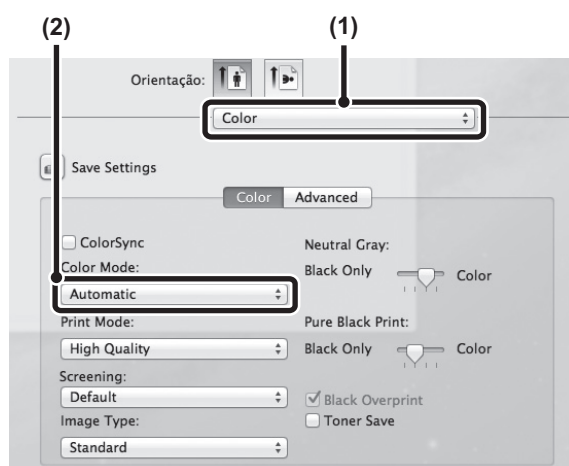 (2) (1)
Orientação:
Color
Save Settings
Color Advanced
ColorSync
Color Mode:
Automatic
Print Mode:
High Quality
Screening:
Default
Image Type:
Standard
Neutral Gray:
Black Only Color
Pure Black Print:
Black Only Color
Black Overprint
Toner Save